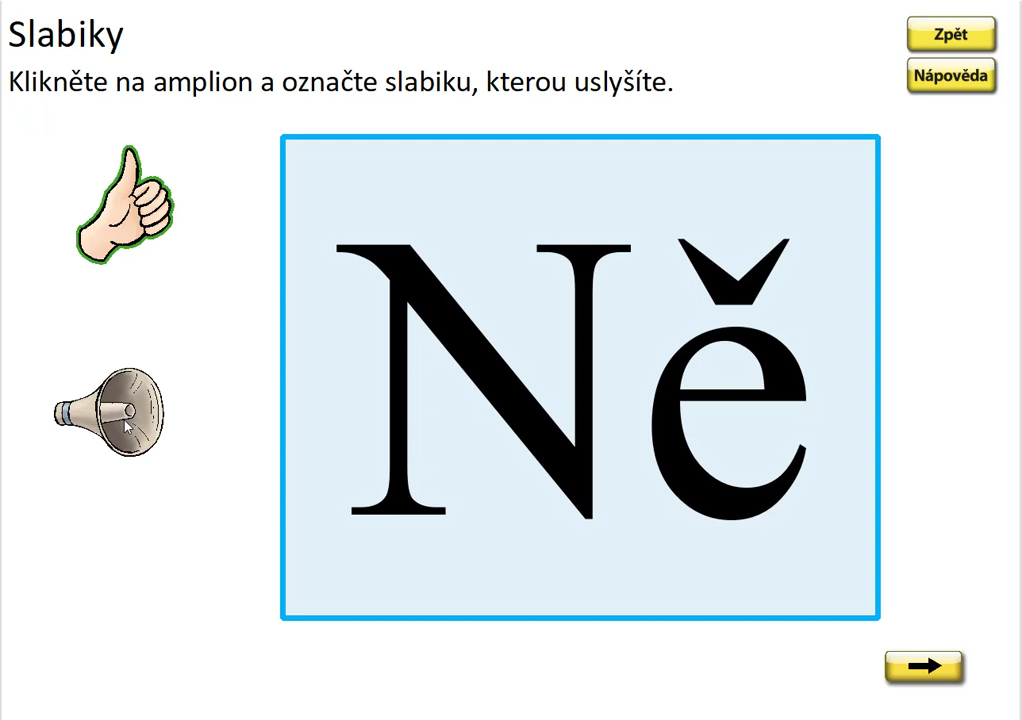 Slabiky
Zpět
Klikněte na amplion a označte slabiku, kterou uslyšíte.
Nápověda
Ně